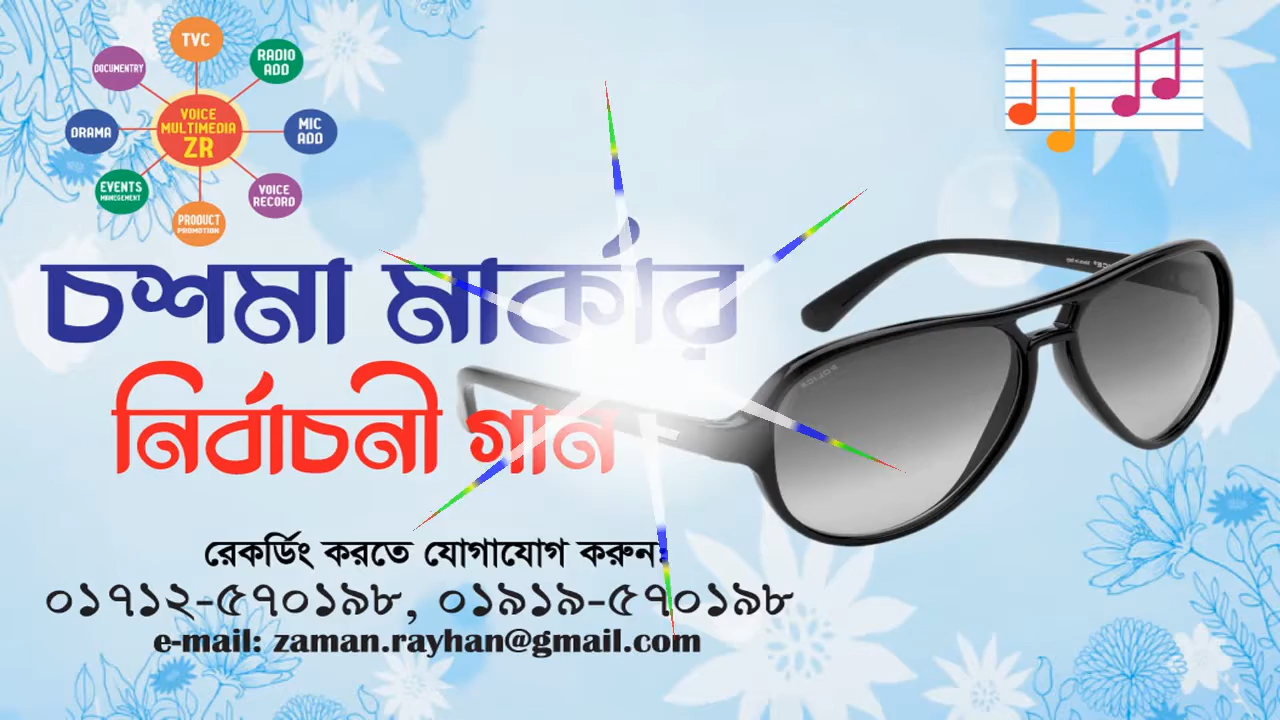 TVC
RADIO
ADD
DOCUMENTRY
VOICE
MULTIMEDIA
ZR
DRAMA
MIC
ADD
EVENTS
MANEGEMENT
VOICE
RECORD
PRODUCT
PROMOTION
চশমা মার্কার
নির্বাচনী গান
রেকর্ডিং করতে যোগাযোগ করুন:
০১৭১২-৫৭০১৯৮, ০১৯১৯-৫৭০১৯৮
e-mail: zaman.rayhan@gmail.com